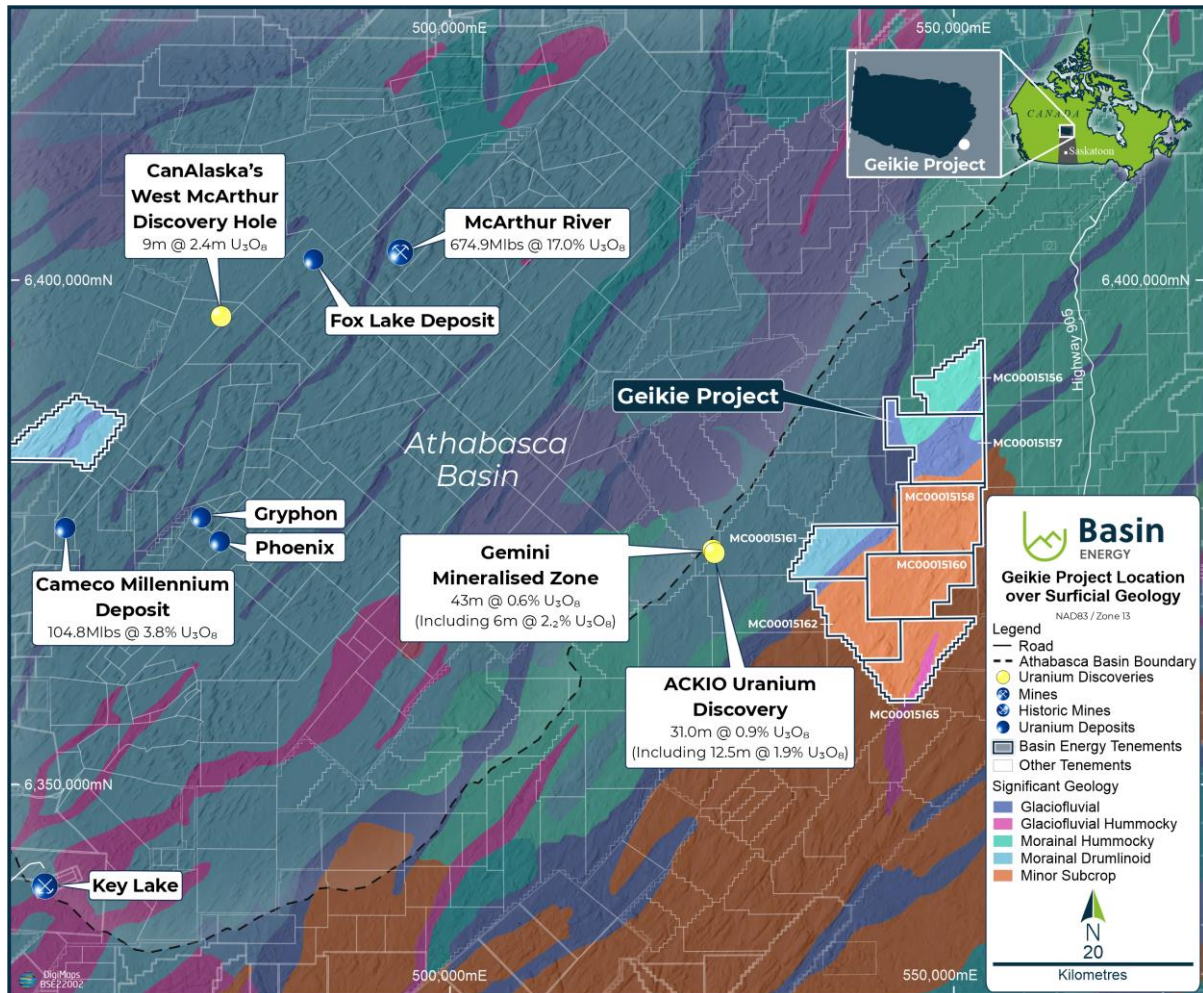 500,000mE
550,000mE
CANADA
Saskatoon
Geikie Project
CanAlaska's
West McArthur
Discovery Hole
9m @ 2.4m U₃O₈
McArthur River
674.9Mlbs @ 17.0% U₃O₈
6,400,000mN
6,400,000mN
Fox Lake Deposit
Highway 905
MC00015156
Geikie Project
Athabasca
Basin
MC00015157
MC00015158
Gryphon
Phoenix
MC00015161
Gemini
Mineralised Zone
43m @ 0.6% U₃O₈
(Including 6m @ 2.₂% U₃O₈)
MC00015160
Cameco Millennium
Deposit
104.8Mlbs @ 3.8% U₃O₈
MC00015162
ACKIO Uranium
Discovery
31.0m @ 0.9% U₃O₈
(Including 12.5m @ 1.9% U₃O₈)
MC00015165
6,350,000mN
Key Lake
Basin
ENERGY
Geikie Project Location
over Surficial Geology
NAD83 / Zone 13
Legend
Road
Athabasca Basin Boundary
Uranium Discoveries
Mines
Historic Mines
Uranium Deposits
Basin Energy Tenements
Other Tenements
Significant Geology
Glaciofluvial
Glaciofluvial Hummocky
Morainal Hummocky
Morainal Drumlinoid
Minor Subcrop
N
20
Kilometres
DigiMaps
BSE22002
500,000mE
550,000mE